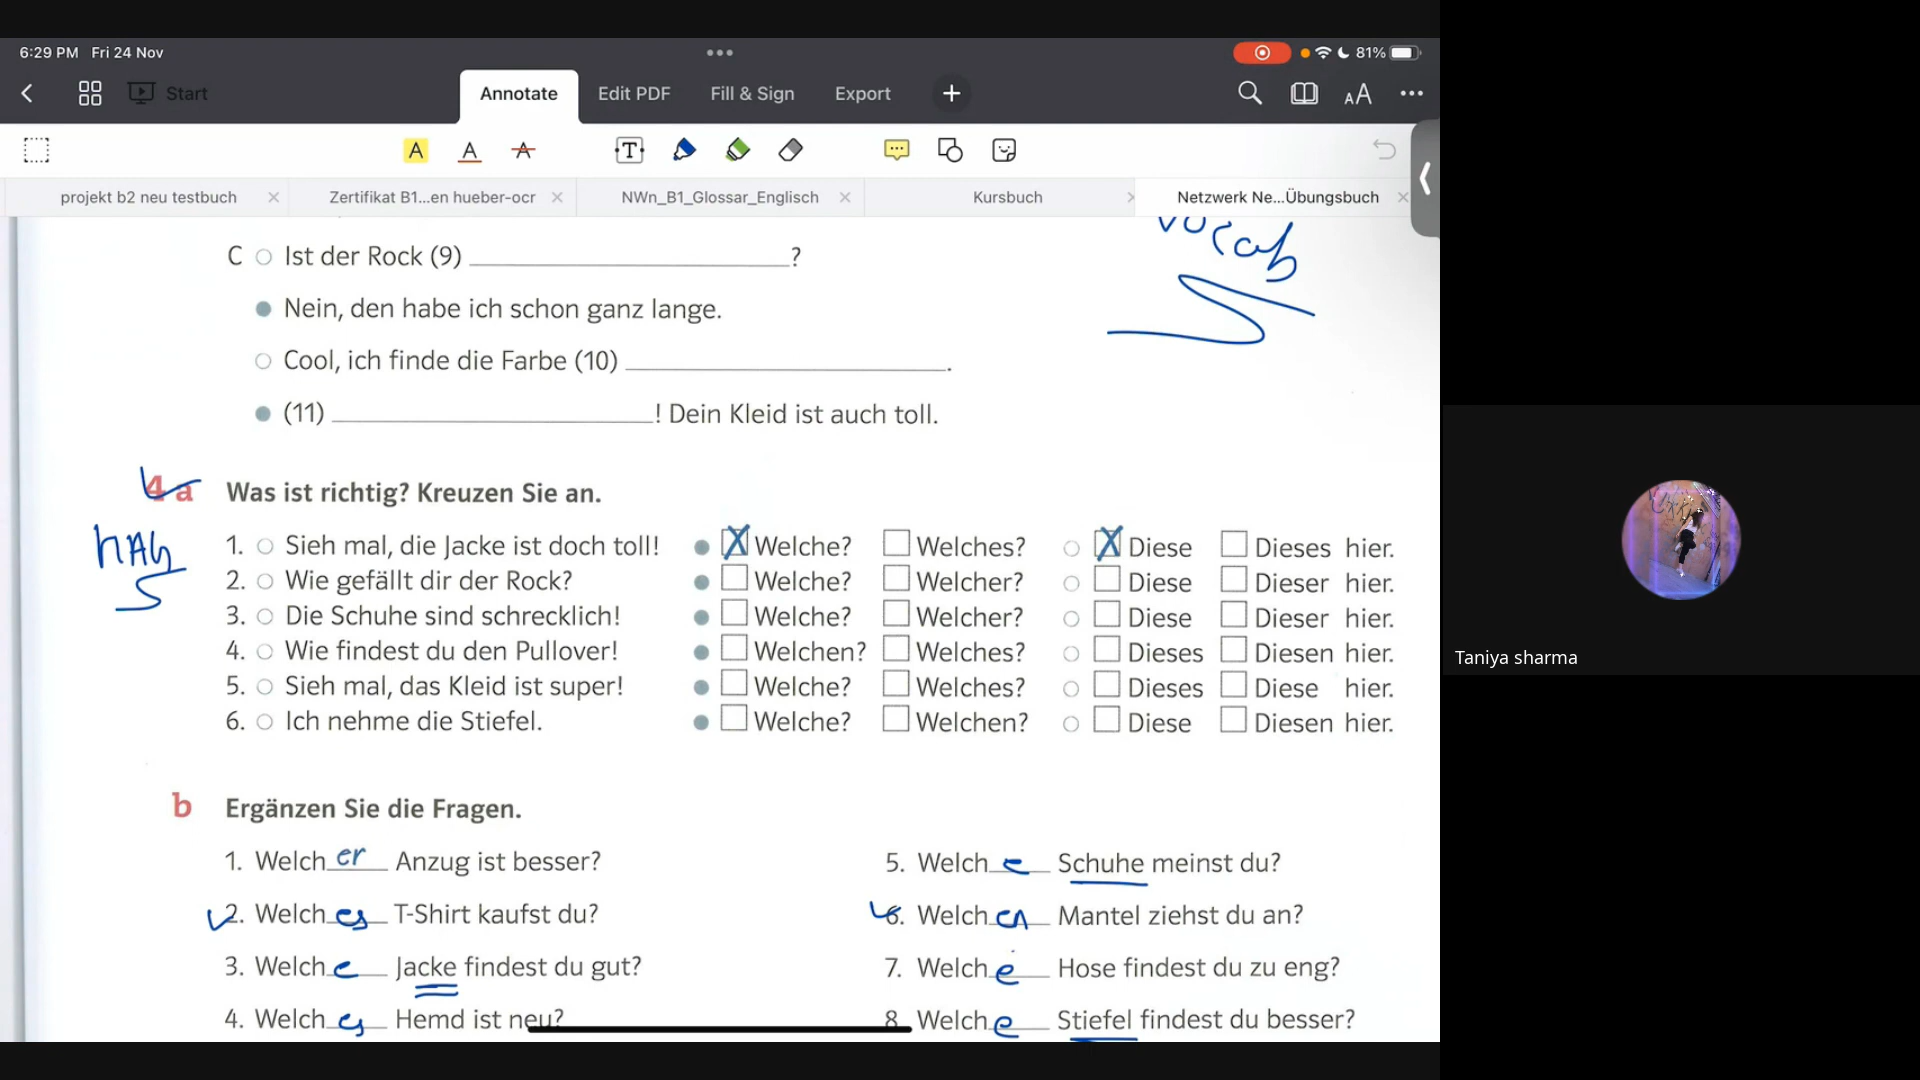 6:29 PM Fri 24 Nov
81%
Start
Annotate
Edit PDF
Fill & Sign
Export
projekt b2 neu testbuch
Zertifikat B1...en hueber-ocr
NWn_B1_Glossar_Englisch
Kursbuch
Netzwerk Ne...Übungsbuch
vocab
C Ist der Rock (9) ____________?
Nein, den habe ich schon ganz lange.
Cool, ich finde die Farbe (10) ____________.
(11) ____________! Dein Kleid ist auch toll.
4 a Was ist richtig? Kreuzen Sie an.
HAG
1. Sieh mal, die Jacke ist doch toll! X Welche? Welches? X Diese Dieses hier.
2. Wie gefällt dir der Rock? Welche? Welcher? Diese Dieser hier.
3. Die Schuhe sind schrecklich! Welche? Welcher? Diese Dieser hier.
4. Wie findest du den Pullover! Welchen? Welches? Dieses Diesen hier.
5. Sieh mal, das Kleid ist super! Welche? Welches? Dieses Diese hier.
6. Ich nehme die Stiefel. Welche? Welchen? Diese Diesen hier.
Taniya sharma
b Ergänzen Sie die Fragen.
1. Welch er Anzug ist besser?
2. Welch es T-Shirt kaufst du?
3. Welch e Jacke findest du gut?
4. Welch es Hemd ist neu?
5. Welch e Schuhe meinst du?
6. Welch en Mantel ziehst du an?
7. Welch e Hose findest du zu eng?
8. Welch e Stiefel findest du besser?